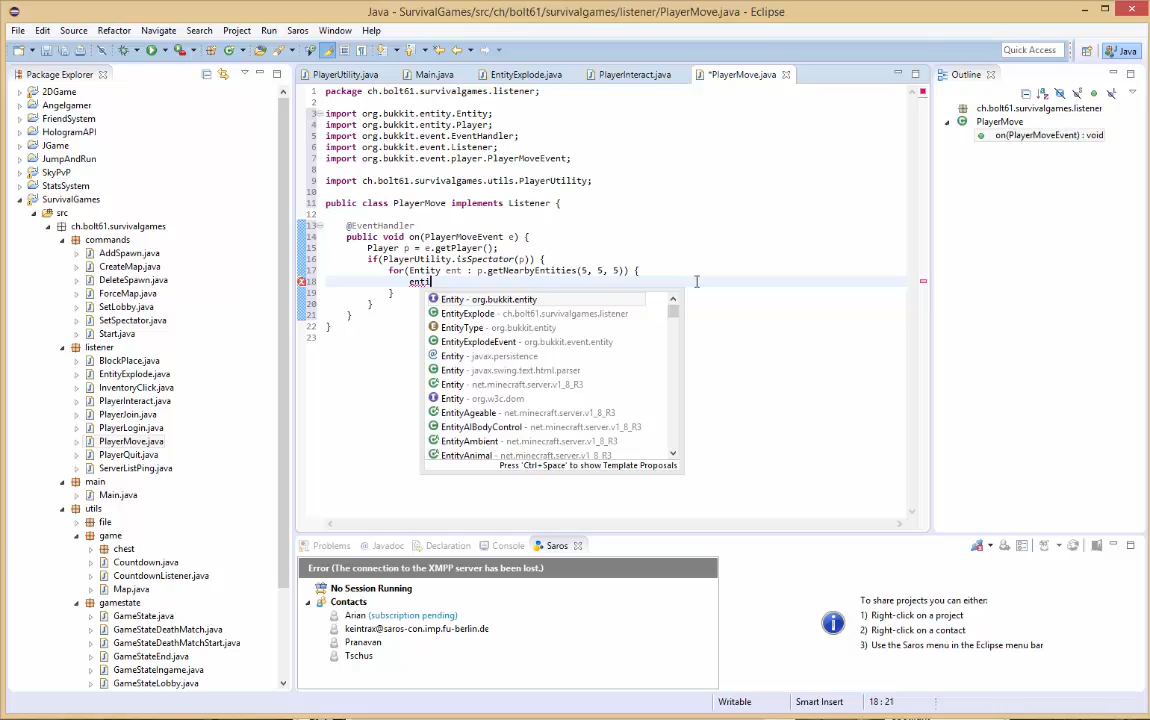 Java - SurvivalGames/src/ch/bolt61/survivalgames/listener/PlayerMove.java - Eclipse
File Edit Source Refactor Navigate Search Project Run Saros Window Help
Quick Access
Java
Package Explorer
2DGame
Angelgamer
FriendSystem
HologramAPI
JGame
JumpAndRun
SkyPvP
StatsSystem
SurvivalGames
src
ch.bolt61.survivalgames
commands
AddSpawn.java
CreateMap.java
DeleteSpawn.java
ForceMap.java
SetLobby.java
SetSpectator.java
Start.java
listener
BlockPlace.java
EntityExplode.java
InventoryClick.java
PlayerInteract.java
PlayerJoin.java
PlayerLogin.java
PlayerMove.java
PlayerQuit.java
ServerListPing.java
main
Main.java
utils
file
game
chest
Countdown.java
CountdownListener.java
Map.java
gamestate
GameState.java
GameStateDeathMatch.java
GameStateDeathMatchStart.java
GameStateEnd.java
GameStateIngame.java
GameStateLobby.java
PlayerUtility.java Main.java EntityExplode.java PlayerInteract.java *PlayerMove.java
1 package ch.bolt61.survivalgames.listener;
2
3 import org.bukkit.entity.Entity;
4 import org.bukkit.entity.Player;
5 import org.bukkit.event.EventHandler;
6 import org.bukkit.event.Listener;
7 import org.bukkit.event.player.PlayerMoveEvent;
8
9 import ch.bolt61.survivalgames.utils.PlayerUtility;
10
11 public class PlayerMove implements Listener {
12
13 @EventHandler
14 public void on(PlayerMoveEvent e) {
15 Player p = e.getPlayer();
16 if(PlayerUtility.isSpectator(p)) {
17 for(Entity ent : p.getNearbyEntities(5, 5, 5)) {
18 enti
19 }
20 }
21 }
22 }
23
Entity - org.bukkit.entity
EntityExplode - ch.bolt61.survivalgames.listener
EntityType - org.bukkit.entity
EntityExplodeEvent - org.bukkit.event.entity
Entity - javax.persistence
Entity - javax.swing.text.html.parser
Entity - net.minecraft.server.v1_8_R3
Entity - org.w3c.dom
EntityAgeable - net.minecraft.server.v1_8_R3
EntityAIBodyControl - net.minecraft.server.v1_8_R3
EntityAmbient - net.minecraft.server.v1_8_R3
EntityAnimal - net.minecraft.server.v1_8_R3
Press 'Ctrl+Space' to show Template Proposals
Outline
ch.bolt61.survivalgames.listener
PlayerMove
on(PlayerMoveEvent) : void
Problems Javadoc Declaration Console Saros
Error (The connection to the XMPP server has been lost.)
No Session Running
Contacts
Arian (subscription pending)
keintrax@saros-con.imp.fu-berlin.de
Pranavan
Tschus
To share projects you can either:
1) Right-click on a project
2) Right-click on a contact
3) Use the Saros menu in the Eclipse menu bar
Writable Smart Insert 18 : 21